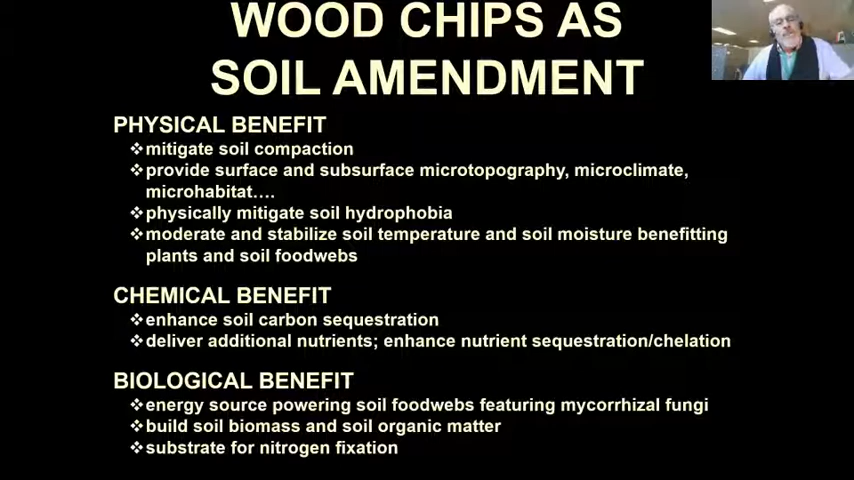 WOOD CHIPS AS
SOIL AMENDMENT
PHYSICAL BENEFIT
❖mitigate soil compaction
❖provide surface and subsurface microtopography, microclimate,
microhabitat….
❖physically mitigate soil hydrophobia
❖moderate and stabilize soil temperature and soil moisture benefitting
plants and soil foodwebs
CHEMICAL BENEFIT
❖enhance soil carbon sequestration
❖deliver additional nutrients; enhance nutrient sequestration/chelation
BIOLOGICAL BENEFIT
❖energy source powering soil foodwebs featuring mycorrhizal fungi
❖build soil biomass and soil organic matter
❖substrate for nitrogen fixation